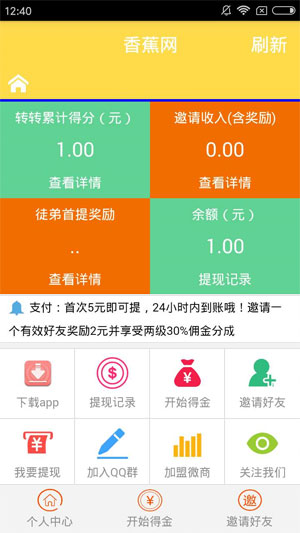 12:40
香蕉网 刷新
转转累计得分（元） 邀请收入(含奖励)
1.00 0.00
查看详情 查看详情
徒弟首提奖励 余额（元）
.. 1.00
查看详情 提现记录
支付：首次5元即可提，24小时内到账哦！邀请一
个有效好友奖励2元并享受两级30%佣金分成
下载app 提现记录 开始得金 邀请好友
我要提现 加入QQ群 加盟微商 关注我们
邀
个人中心 开始得金 邀请好友